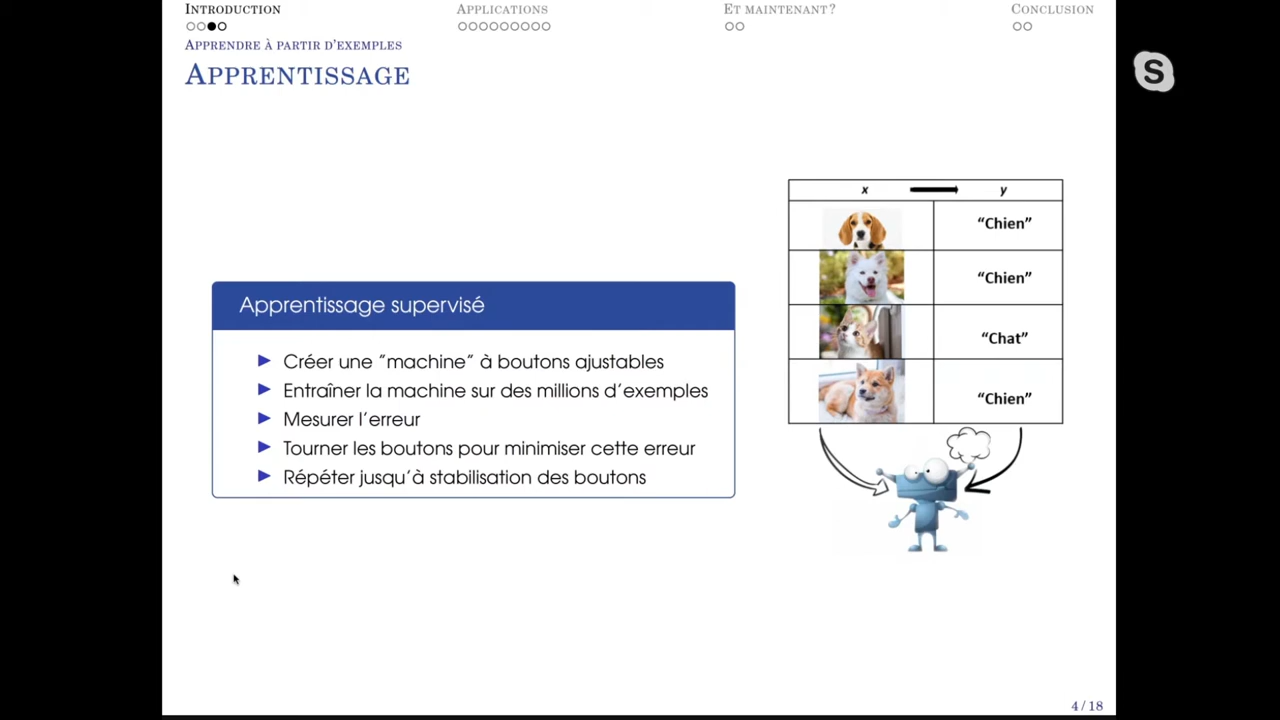 INTRODUCTION
APPLICATIONS
ET MAINTENANT ?
CONCLUSION
APPRENDRE À PARTIR D'EXEMPLES
APPRENTISSAGE
S
x y
"Chien"
"Chien"
"Chat"
"Chien"
Apprentissage supervisé
Créer une "machine" à boutons ajustables
Entraîner la machine sur des millions d'exemples
Mesurer l'erreur
Tourner les boutons pour minimiser cette erreur
Répéter jusqu'à stabilisation des boutons
4 / 18